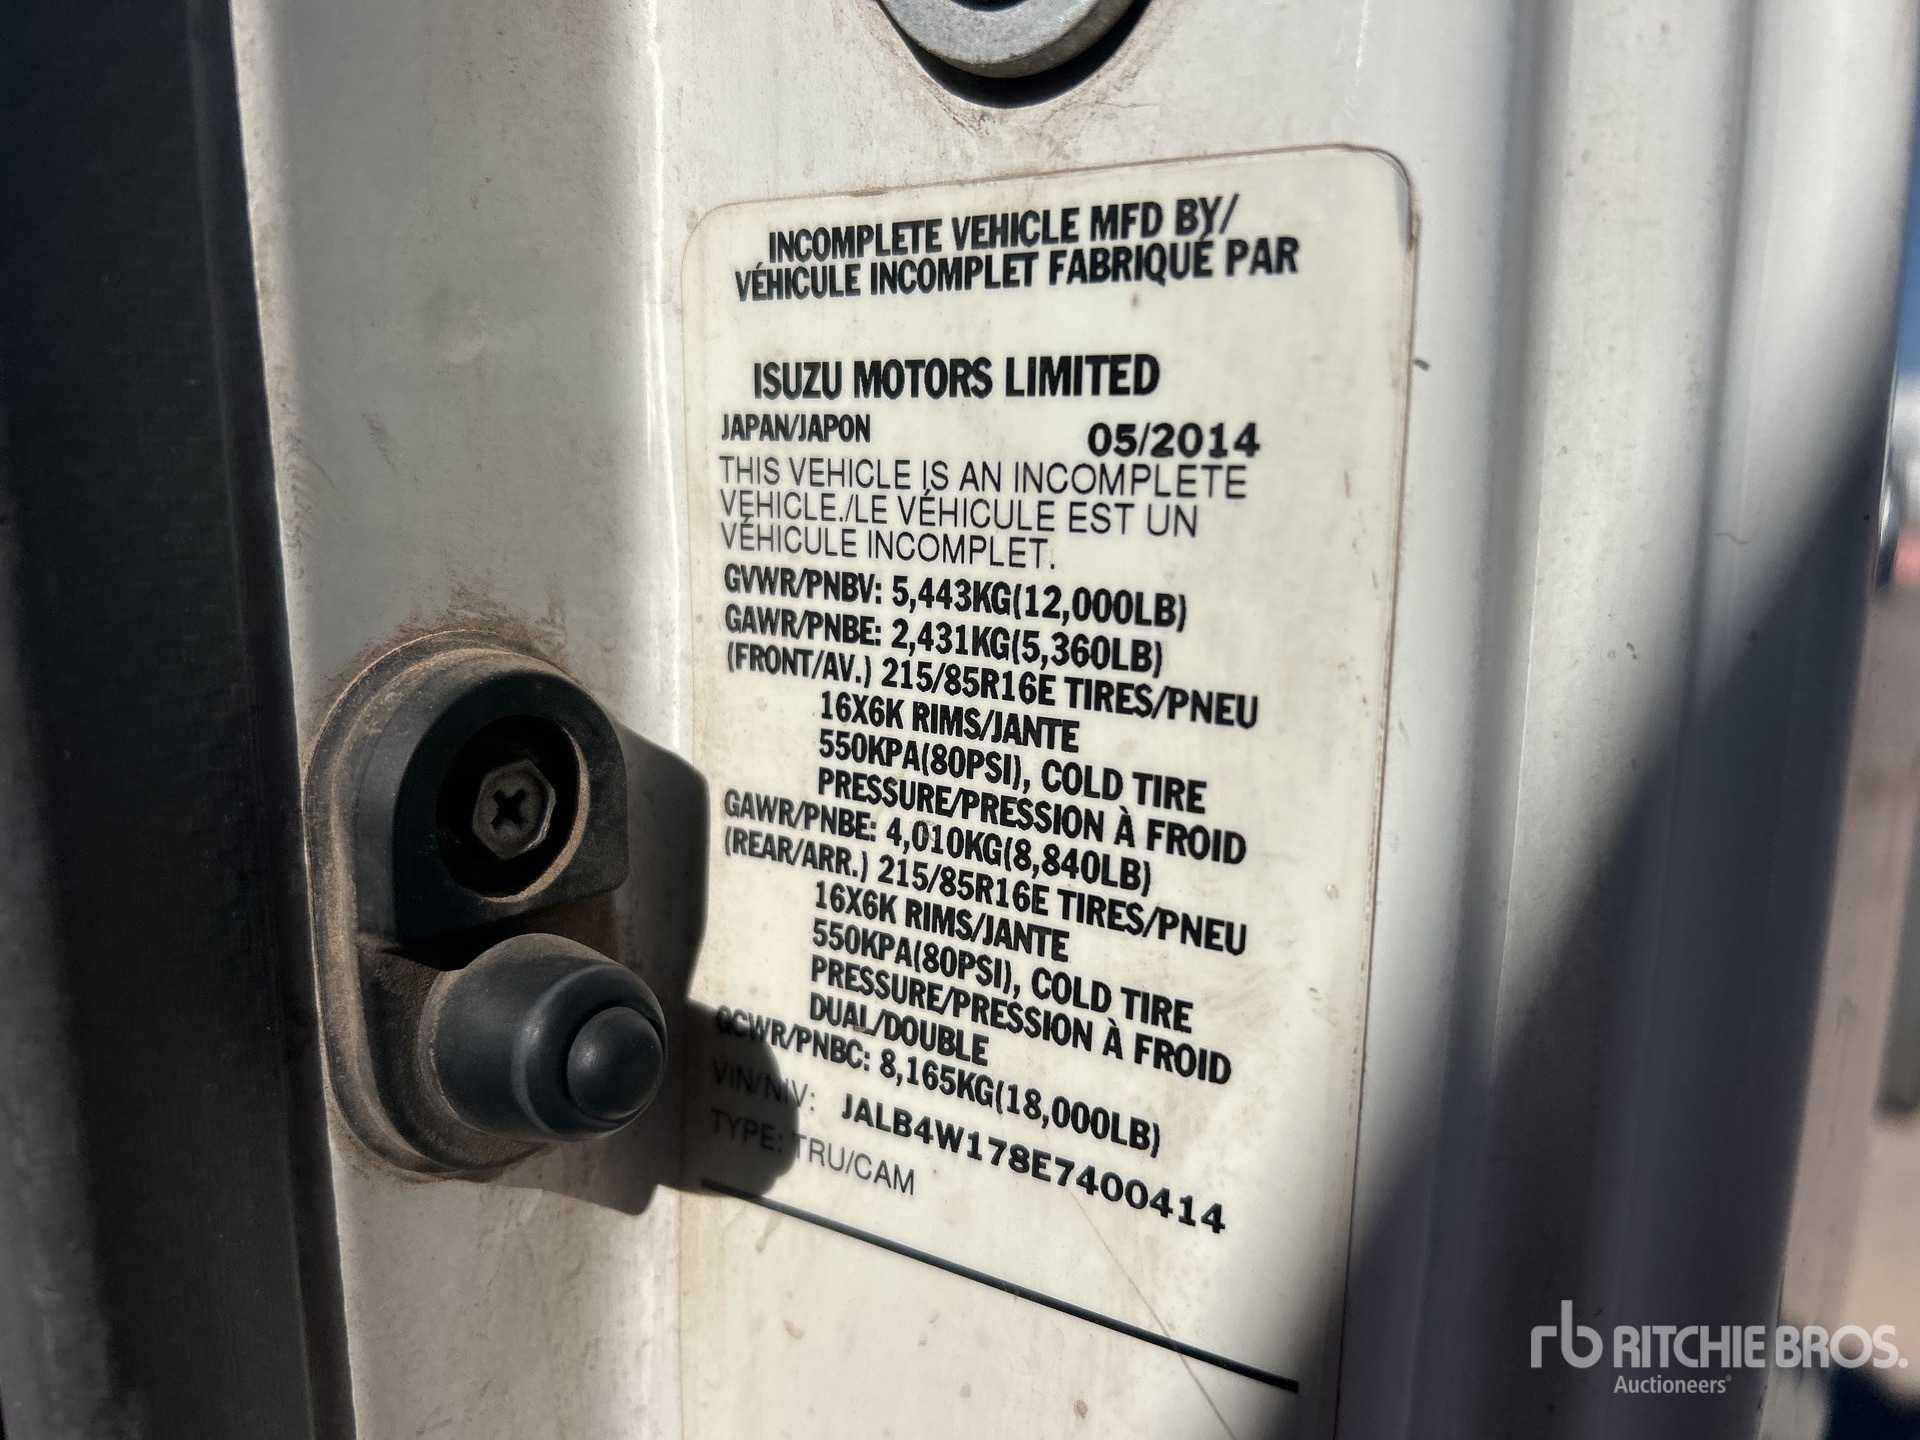 INCOMPLETE VEHICLE MFD BY/
VÉHICULE INCOMPLET FABRIQUÉ PAR
ISUZU MOTORS LIMITED
JAPAN/JAPON 05/2014
THIS VEHICLE IS AN INCOMPLETE
VEHICLE./LE VÉHICULE EST UN
VÉHICULE INCOMPLET.
GVWR/PNBV: 5,443KG(12,000LB)
GAWR/PNBE: 2,431KG(5,360LB)
(FRONT/AV.) 215/85R16E TIRES/PNEU
16X6K RIMS/JANTE
550KPA(80PSI), COLD TIRE
PRESSURE/PRESSION À FROID
GAWR/PNBE: 4,010KG(8,840LB)
(REAR/ARR.) 215/85R16E TIRES/PNEU
16X6K RIMS/JANTE
550KPA(80PSI), COLD TIRE
PRESSURE/PRESSION À FROID
DUAL/DOUBLE
GCWR/PNBC: 8,165KG(18,000LB)
VIN/NIV: JALB4W178E7400414
TYPE: TRU/CAM
rb RITCHIE BROS.
Auctioneers®